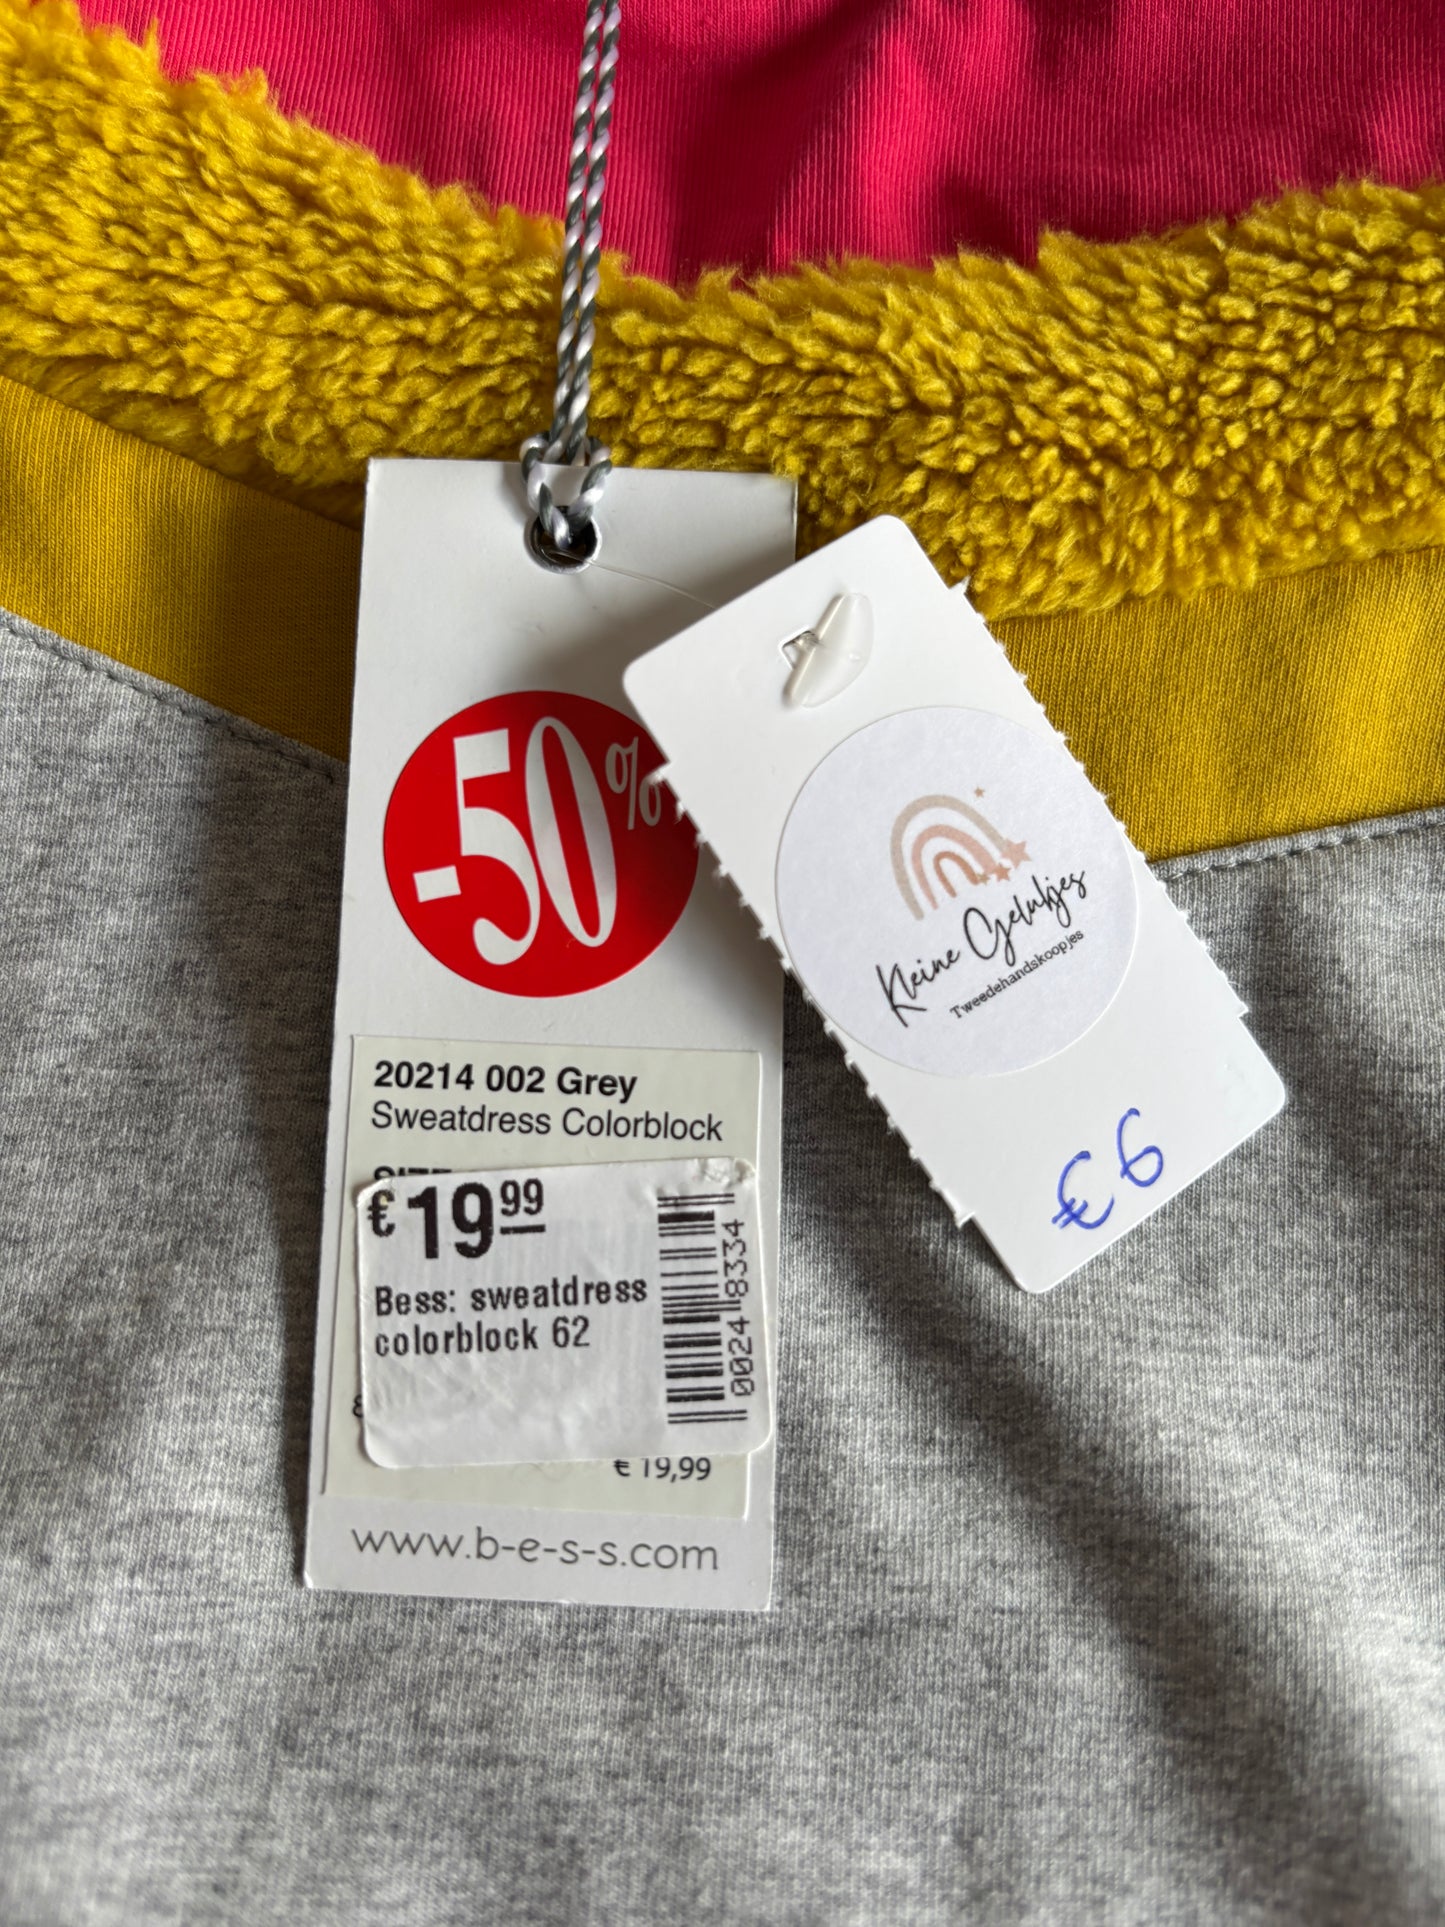 -50%
20214 002 Grey
Sweatdress Colorblock
€ 19 99
Bess: sweatdress
colorblock 62
0024 8334
€ 19,99
www.b-e-s-s.com
Kleine Gelukjes
Tweedehandskoopjes
€ 6